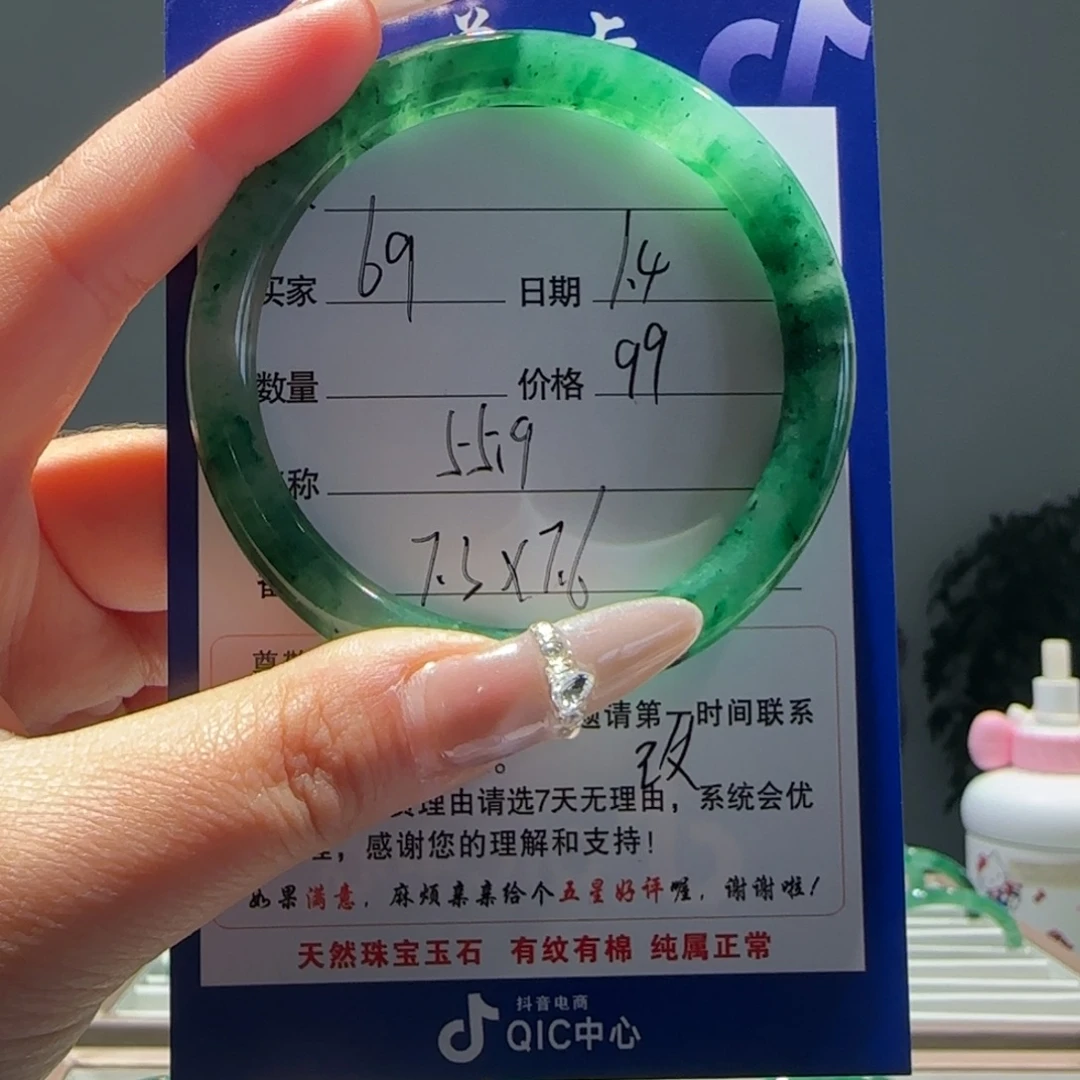 买家 69 日期 1.4
数量 价格 99
称 55.9
7.3x7.6
邀请第一时间联系
。
理由请选7天无理由，系统会优
，感谢您的理解和支持！
如果满意，麻烦亲亲给个五星好评喔，谢谢啦！
天然珠宝玉石 有纹有棉 纯属正常
抖音电商
QIC中心